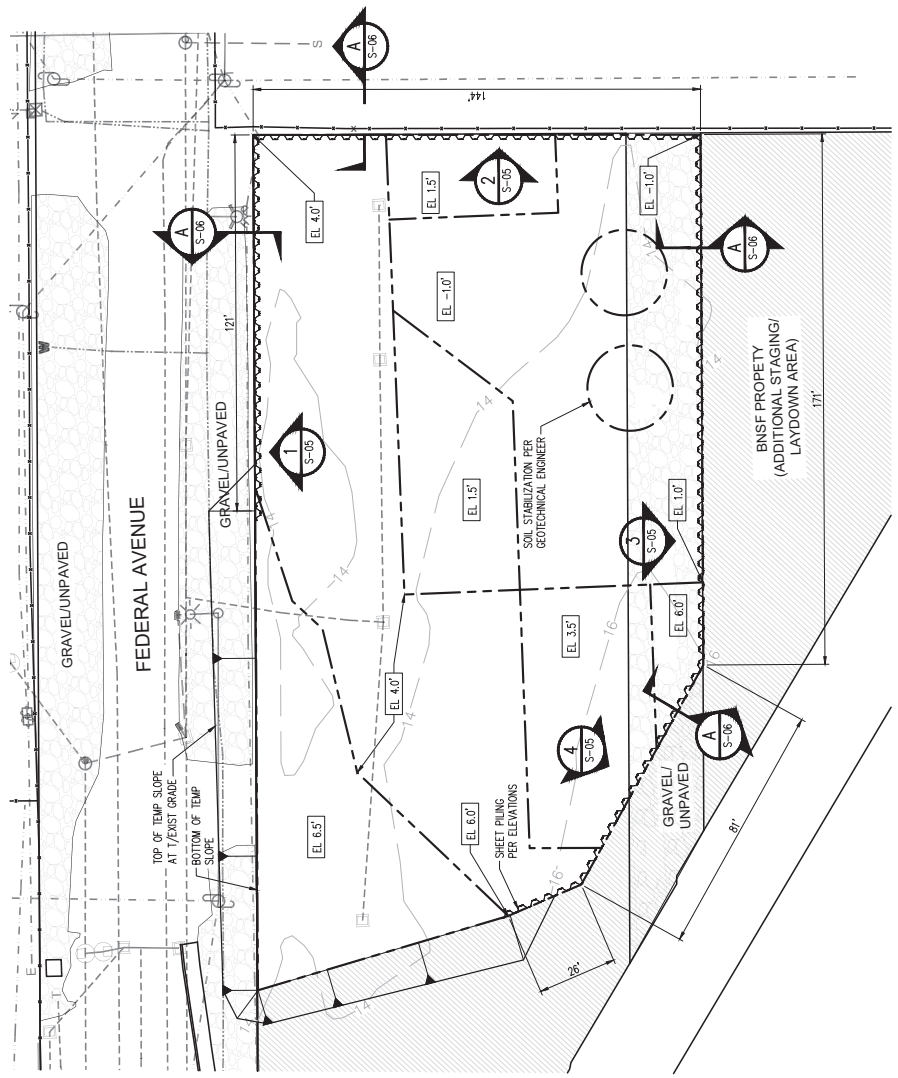 A
S-06
S
144'
A
S-06
EL 4.0'
EL 1.5'
2
S-05
EL -1.0'
A
S-06
121'
EL -1.0'
W
GRAVEL/UNPAVED
1
S-05
14
14
BNSF PROPETY
(ADDITIONAL STAGING/
LAYDOWN AREA)
171'
GRAVEL/UNPAVED
FEDERAL AVENUE
EL 1.5'
SOIL STABILIZATION PER
GEOTECHNICAL ENGINEER
EL 1.0'
3
S-05
14
14
EL 4.0'
EL 3.5'
16
EL 6.0'
16
14
4
S-05
A
S-06
TOP OF TEMP SLOPE
AT T/EXIST GRADE
BOTTOM OF TEMP
SLOPE
EL 6.5'
EL 6.0'
SHEET PILING
PER ELEVATIONS
GRAVEL/
UNPAVED
81'
16
26'
E
T
14
14